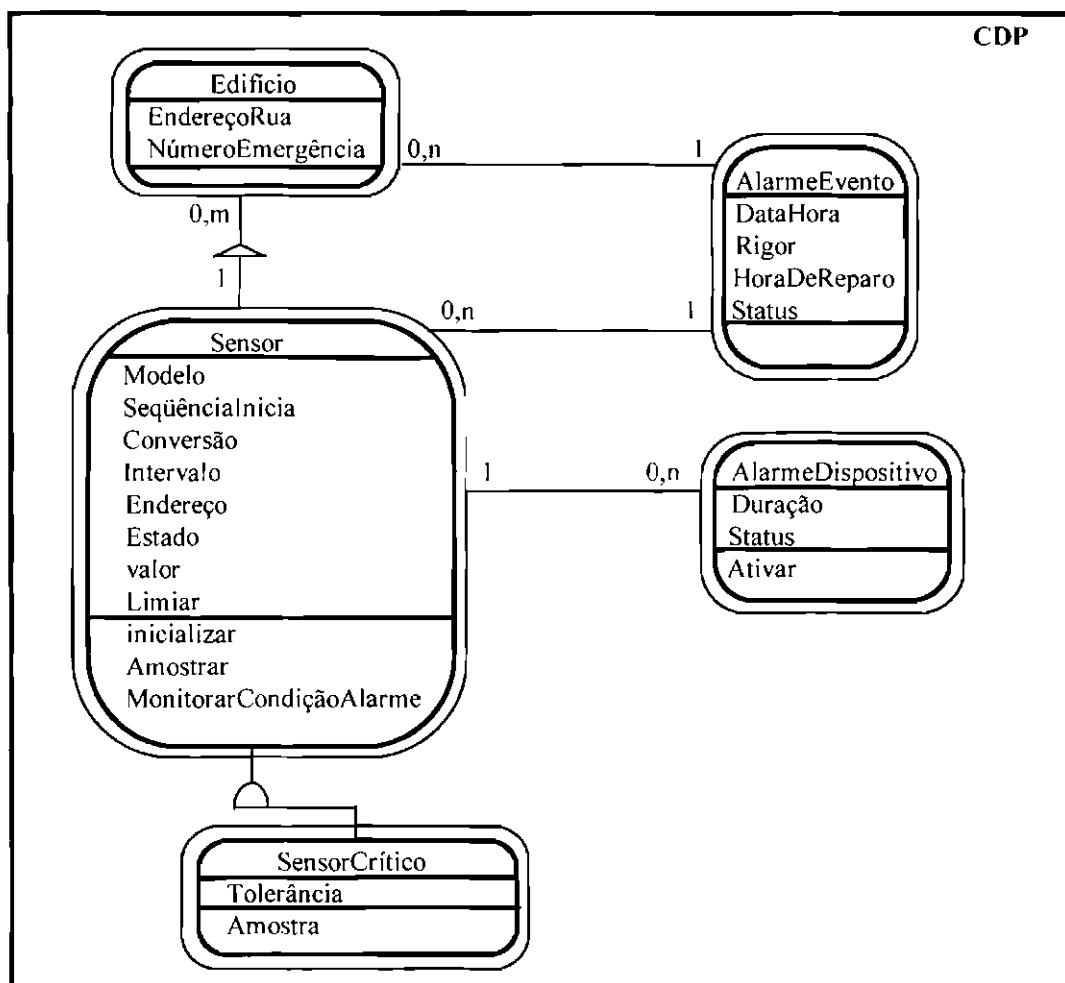 CDP
Edifício
EndereçoRua
NúmeroEmergência
0,n
1
0,m
1
AlarmeEvento
DataHora
Rigor
HoraDeReparo
Status
0,n
1
Sensor
Modelo
SeqüênciaInicia
Conversão
Intervalo
Endereço
Estado
valor
Limiar
inicializar
Amostrar
MonitorarCondiçãoAlarme
1
0,n
AlarmeDispositivo
Duração
Status
Ativar
SensorCrítico
Tolerância
Amostra